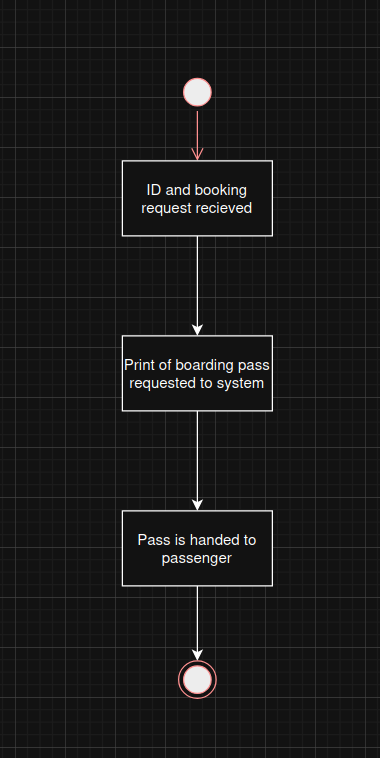 ID and booking
request recieved
Print of boarding pass
requested to system
Pass is handed to
passenger